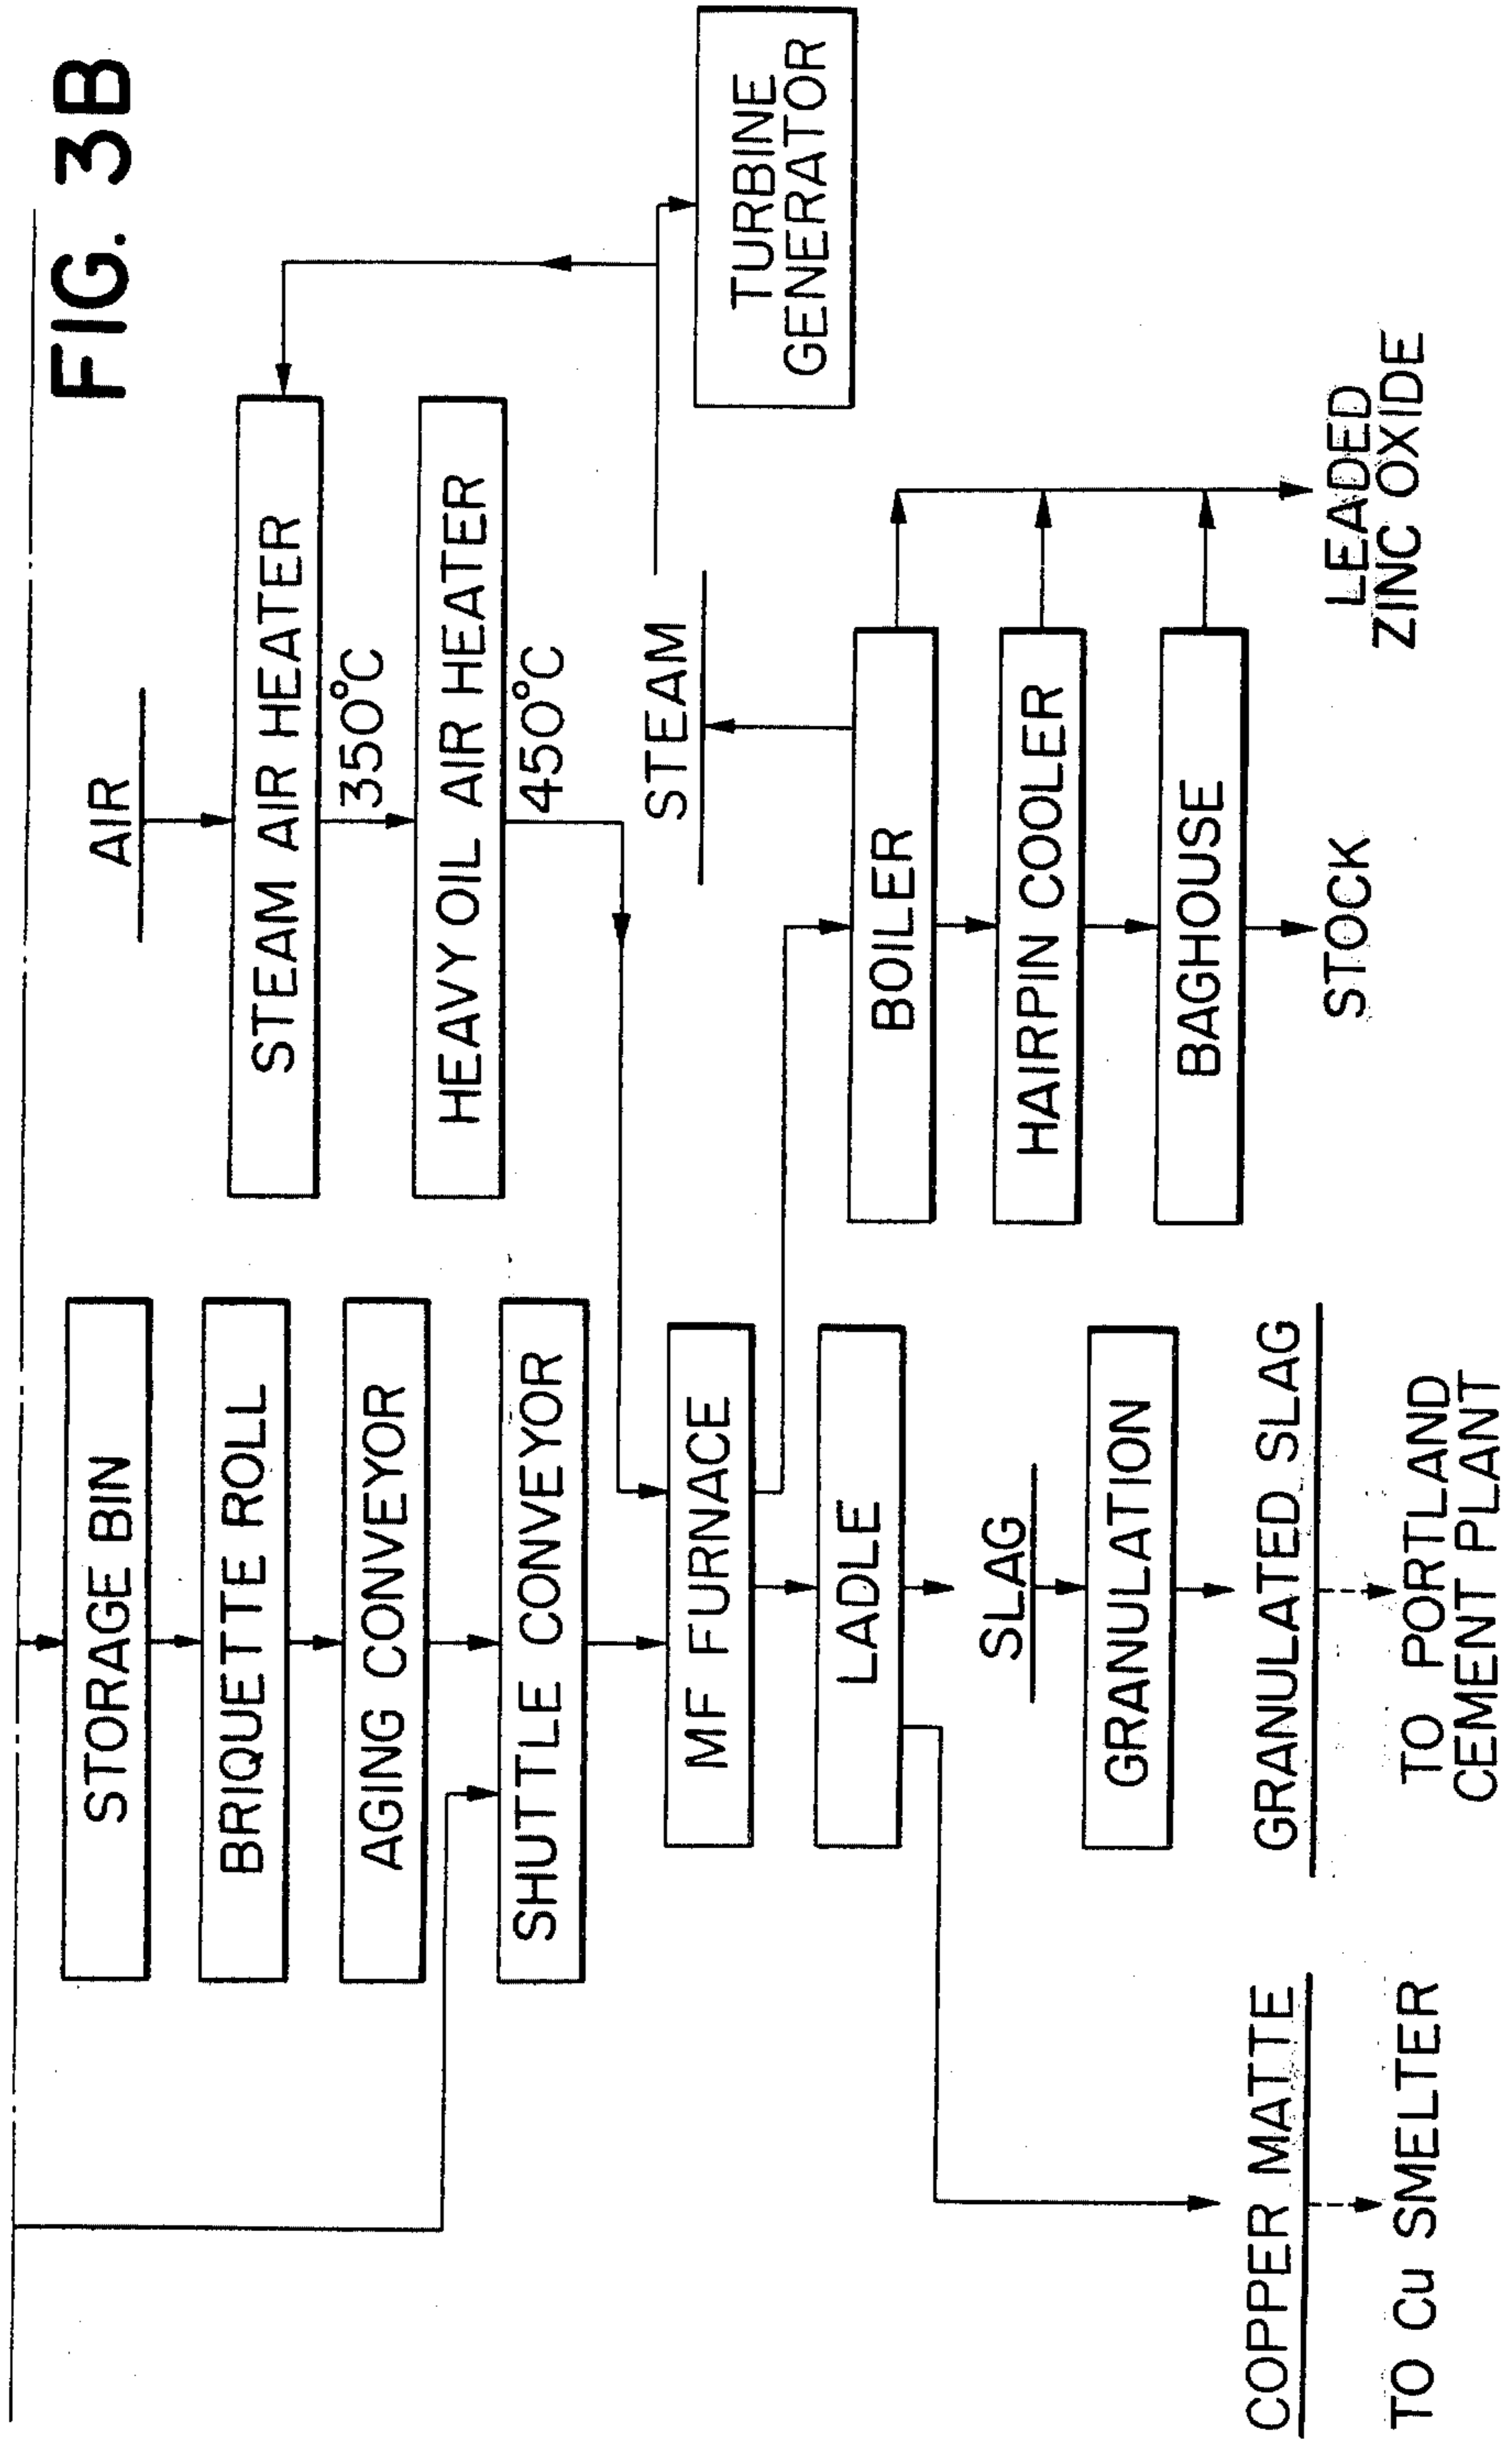 FIG. 3B
AIR
STEAM AIR HEATER
350°C
HEAVY OIL AIR HEATER
450°C
STORAGE BIN
BRIQUETTE ROLL
AGING CONVEYOR
SHUTTLE CONVEYOR
MF FURNACE
LADLE
SLAG
GRANULATION
GRANULATED SLAG
TO PORTLAND
CEMENT PLANT
COPPER MATTE
TO Cu SMELTER
STEAM
TURBINE
GENERATOR
BOILER
HAIRPIN COOLER
BAGHOUSE
STOCK
LEADED
ZINC OXIDE